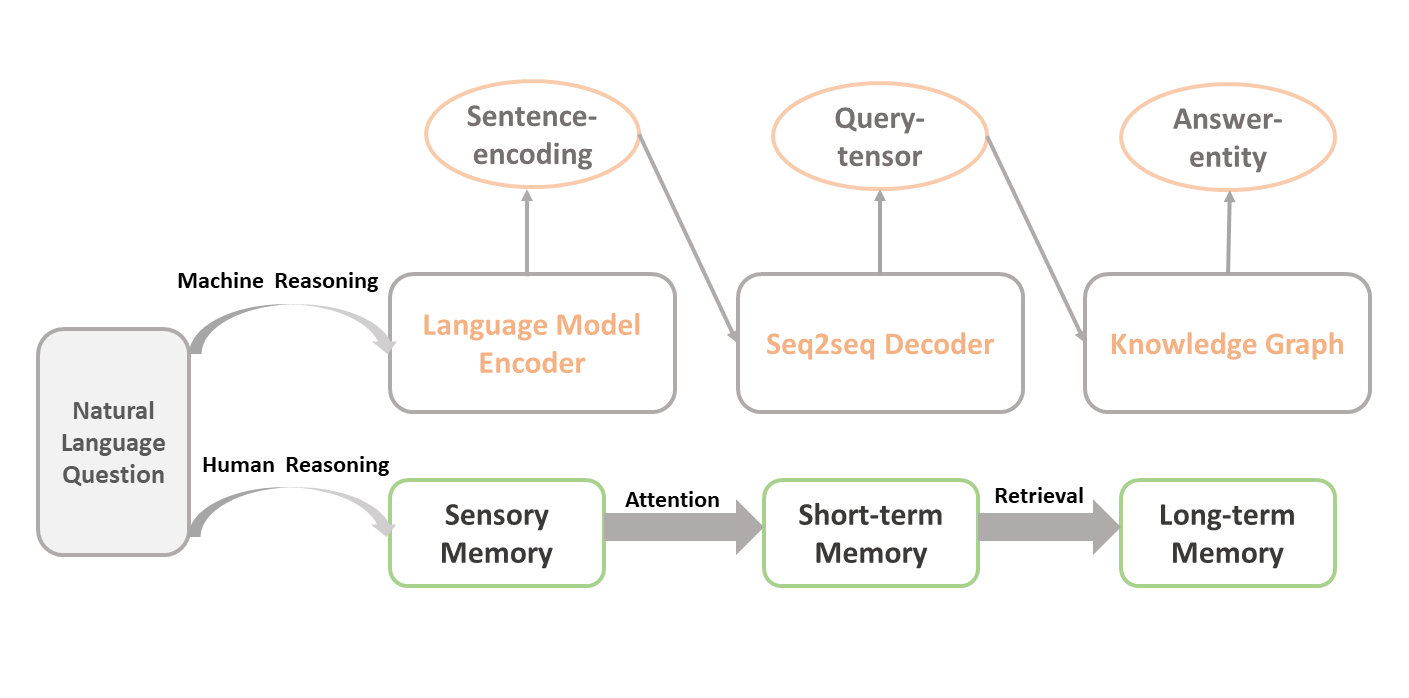 Sentence-
encoding
Query-
tensor
Answer-
entity
Machine Reasoning
Language Model
Encoder
Seq2seq Decoder
Knowledge Graph
Natural
Language
Question
Human Reasoning
Sensory
Memory
Attention
Short-term
Memory
Retrieval
Long-term
Memory